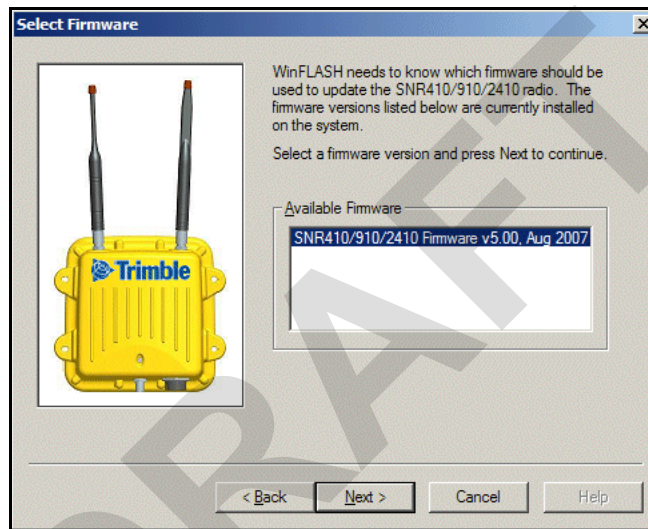 Select Firmware
WinFLASH needs to know which firmware should be
used to update the SNR410/910/2410 radio. The
firmware versions listed below are currently installed
on the system.
Select a firmware version and press Next to continue.
Available Firmware
SNR410/910/2410 Firmware v5.00, Aug 2007
Trimble
< Back
Next >
Cancel
Help
DRAFT